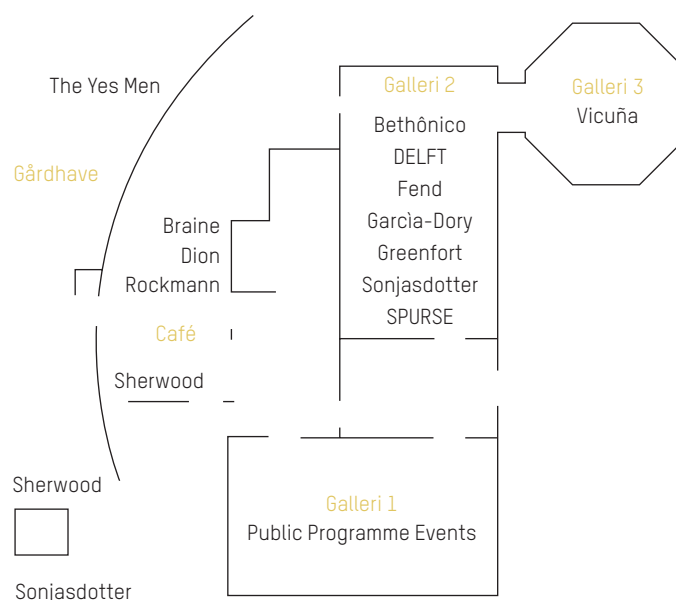 The Yes Men
Gårdhave
Braine
Dion
Rockmann
Café
Sherwood
Sherwood
Sonjasdotter
Galleri 2
Bethônico
DELFT
Fend
Garcìa-Dory
Greenfort
Sonjasdotter
SPURSE
Galleri 3
Vicuña
Galleri 1
Public Programme Events